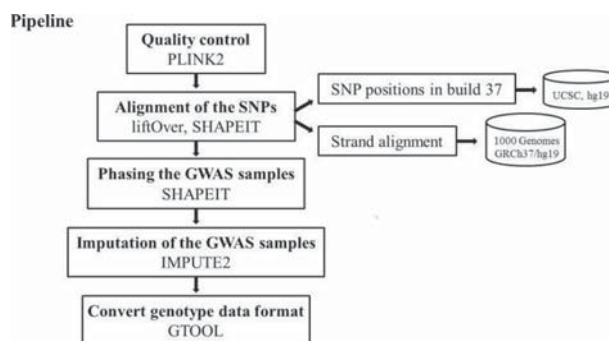 Pipeline
Quality control
PLINK2
Alignment of the SNPs
liftOver, SHAPEIT
SNP positions in build 37
UCSC, hg19
Strand alignment
1000 Genomes
GRCh37/hg19
Phasing the GWAS samples
SHAPEIT
Imputation of the GWAS samples
IMPUTE2
Convert genotype data format
GTOOL